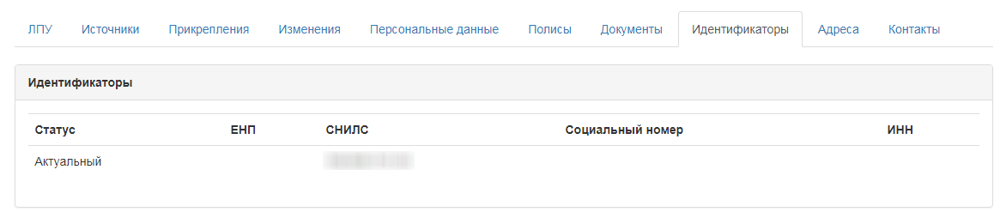 ЛПУ Источники Прикрепления Изменения Персональные данные Полисы Документы Идентификаторы Адреса Контакты
Идентификаторы
Статус ЕНП СНИЛС Социальный номер ИНН
Актуальный